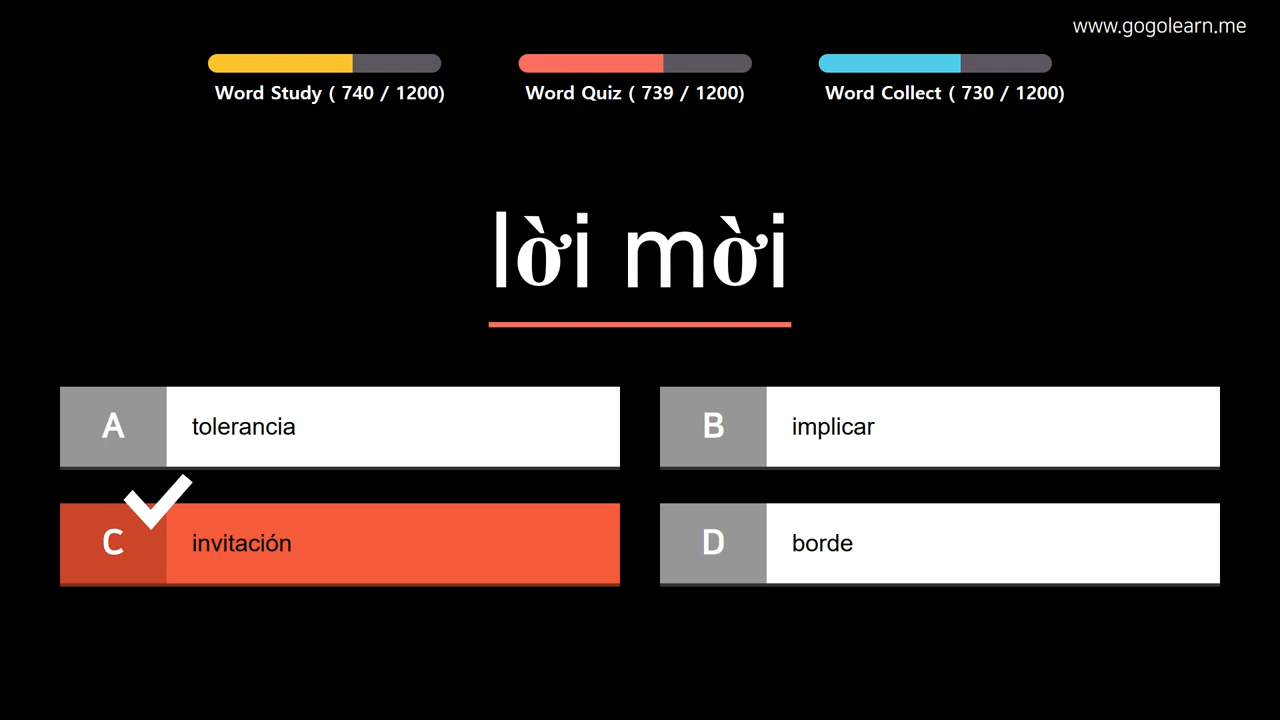 www.gogolearn.me
Word Study ( 740 / 1200)
Word Quiz ( 739 / 1200)
Word Collect ( 730 / 1200)
lời mời
A tolerancia
B implicar
C invitación
D borde